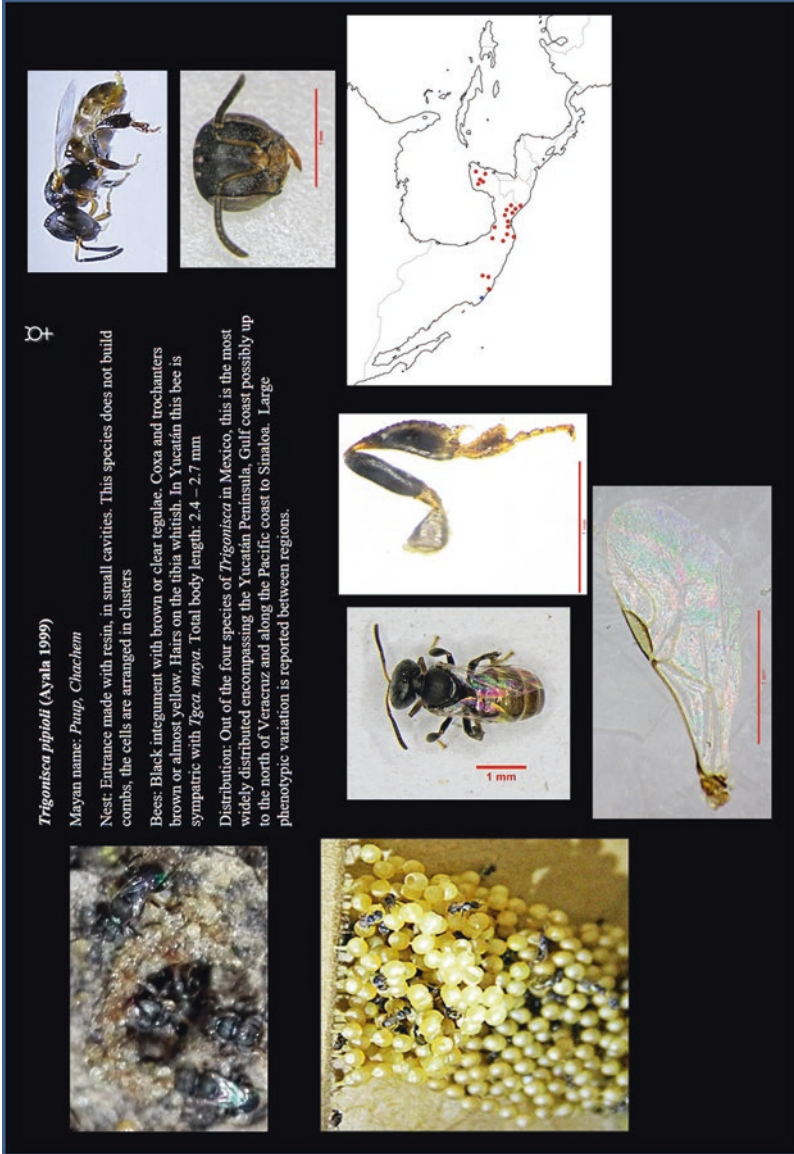 Trigonisca pipioli (Ayala 1999)
☿
Mayan name: Puup, Chachem
Nest: Entrance made with resin, in small cavities. This species does not build
combs, the cells are arranged in clusters
Bees: Black integument with brown or clear tegulae. Coxa and trochanters
brown or almost yellow. Hairs on the tibia whitish. In Yucatán this bee is
sympatric with Tgca. maya. Total body length: 2.4 – 2.7 mm
Distribution: Out of the four species of Trigonisca in Mexico, this is the most
widely distributed encompassing the Yucatán Peninsula, Gulf coast possibly up
to the north of Veracruz and along the Pacific coast to Sinaloa. Large
phenotypic variation is reported between regions.
1 mm
1 mm
1 mm